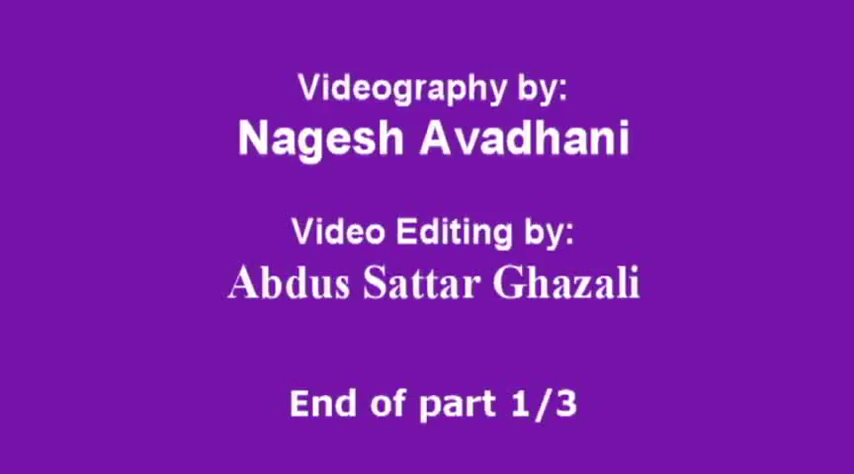 Videography by:
Nagesh Avadhani
Video Editing by:
Abdus Sattar Ghazali
End of part 1/3